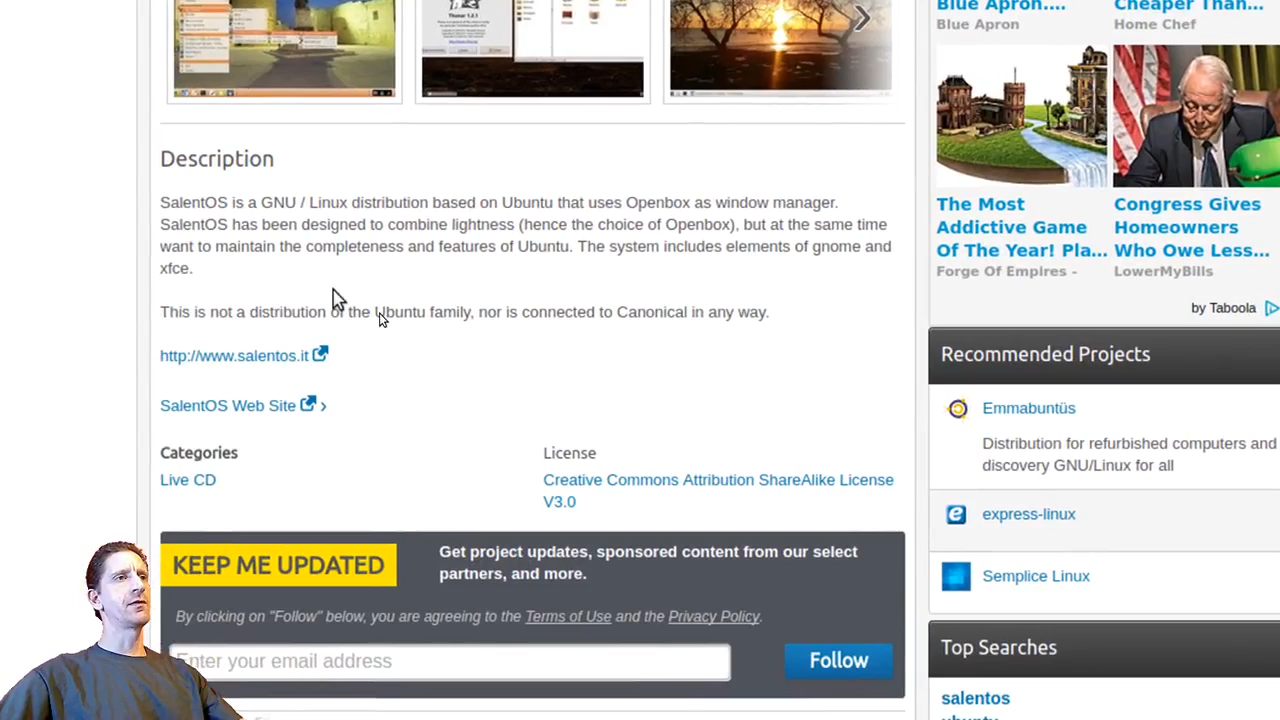 Blue Apron....
Blue Apron
Cheaper Than...
Home Chef
Description
SalentOS is a GNU / Linux distribution based on Ubuntu that uses Openbox as window manager.
SalentOS has been designed to combine lightness (hence the choice of Openbox), but at the same time
want to maintain the completeness and features of Ubuntu. The system includes elements of gnome and
xfce.
This is not a distribution of the Ubuntu family, nor is connected to Canonical in any way.
http://www.salentos.it
SalentOS Web Site ›
Categories
Live CD
License
Creative Commons Attribution ShareAlike License
V3.0
KEEP ME UPDATED
Get project updates, sponsored content from our select
partners, and more.
By clicking on "Follow" below, you are agreeing to the Terms of Use and the Privacy Policy.
Enter your email address
Follow
The Most
Addictive Game
Of The Year! Pla...
Forge Of Empires -
Congress Gives
Homeowners
Who Owe Less...
LowerMyBills
by Taboola
Recommended Projects
Emmabuntüs
Distribution for refurbished computers and
discovery GNU/Linux for all
express-linux
Semplice Linux
Top Searches
salentos